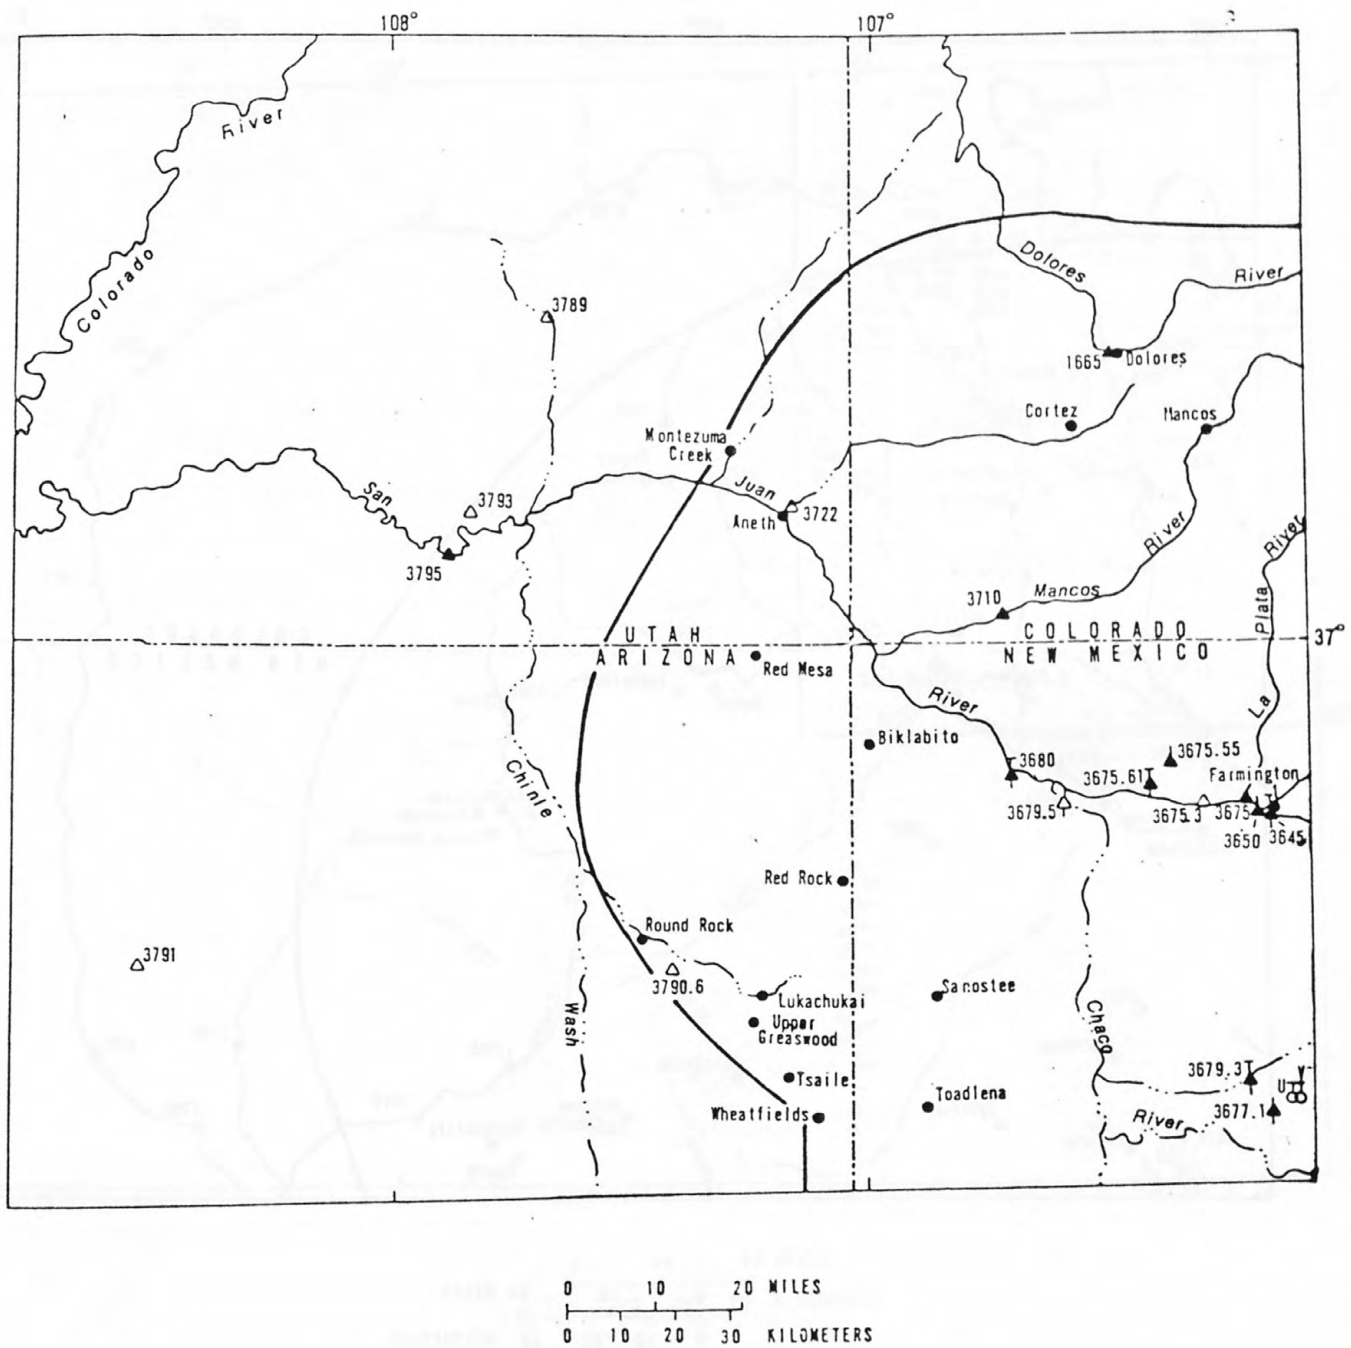 108°
107°
River
Colorado
3789
Dolores
River
1665
Dolores
Cortez
Mancos
Montezuma
Creek
San
Juan
3793
3722
Aneth
3795
River
River
3710
Mancos
Plata
La
37°
UTAH
ARIZONA
COLORADO
NEW MEXICO
Red Mesa
River
Biklabito
3680
3675.55
3675.61
Farmington
3679.5
3675.3
3675
3650
3645
Chinle
Wash
Red Rock
Round Rock
3791
3790.6
Sanostee
Lukachukai
Upper
Greaswood
Chaco
Tsaile
Toadlena
Wheatfields
3679.3
3677.1
River
0 10 20 MILES
0 10 20 30 KILOMETERS